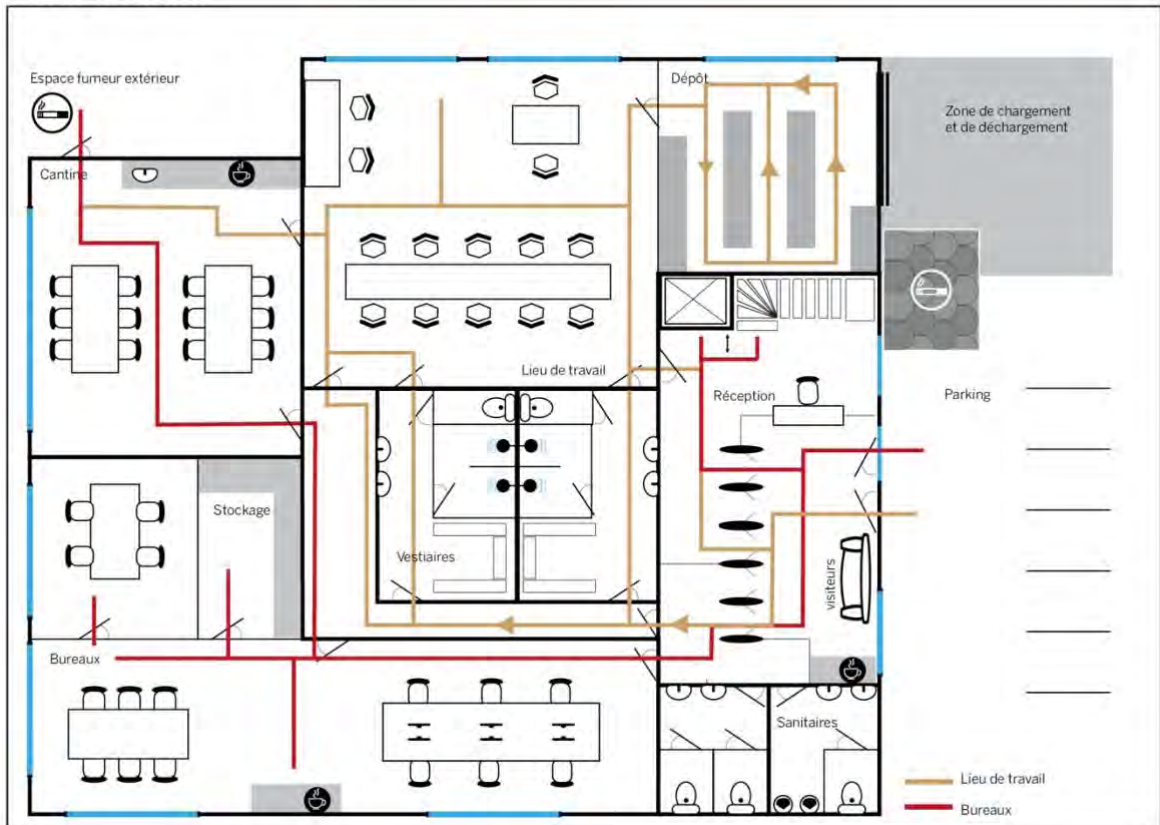 Espace fumeur extérieur
Dépôt
Zone de chargement
et de déchargement
Cantine
Lieu de travail
Réception
Parking
Stockage
Vestiaires
visiteurs
Bureaux
Sanitaires
Lieu de travail
Bureaux